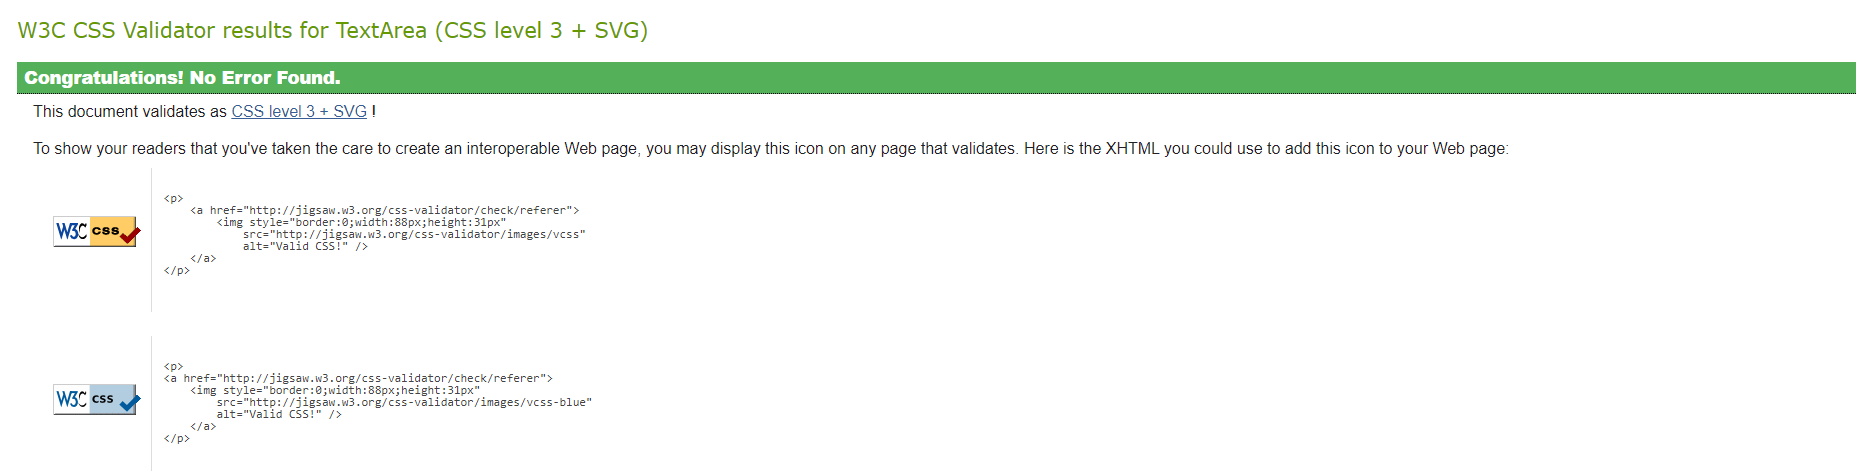 W3C CSS Validator results for TextArea (CSS level 3 + SVG)
Congratulations! No Error Found.
This document validates as CSS level 3 + SVG !
To show your readers that you've taken the care to create an interoperable Web page, you may display this icon on any page that validates. Here is the XHTML you could use to add this icon to your Web page:
W3C css
<p>
    <a href="http://jigsaw.w3.org/css-validator/check/referer">
        <img style="border:0;width:88px;height:31px"
            src="http://jigsaw.w3.org/css-validator/images/vcss"
            alt="Valid CSS!" />
    </a>
</p>
W3C css
<p>
<a href="http://jigsaw.w3.org/css-validator/check/referer">
    <img style="border:0;width:88px;height:31px"
        src="http://jigsaw.w3.org/css-validator/images/vcss-blue"
        alt="Valid CSS!" />
    </a>
</p>